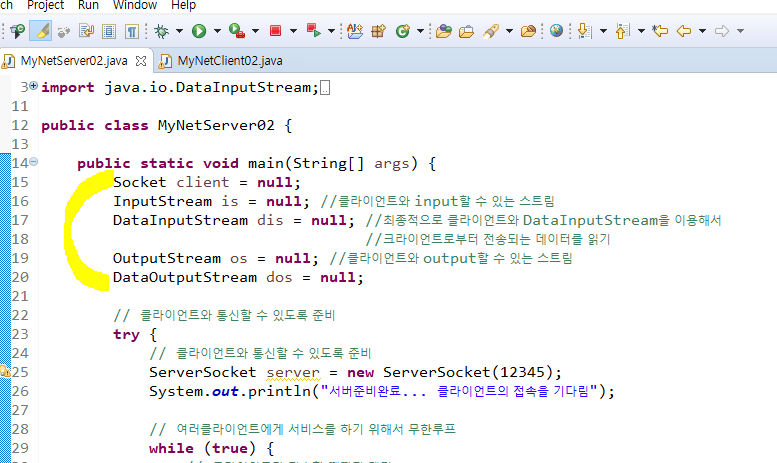 ch Project Run Window Help
MyNetServer02.java MyNetClient02.java
3 import java.io.DataInputStream;
11
12 public class MyNetServer02 {
13
14 public static void main(String[] args) {
15 Socket client = null;
16 InputStream is = null; //클라이언트와 input할 수 있는 스트림
17 DataInputStream dis = null; //최종적으로 클라이언트와 DataInputStream을 이용해서
18 //크라이언트로부터 전송되는 데이터를 읽기
19 OutputStream os = null; //클라이언트와 output할 수 있는 스트림
20 DataOutputStream dos = null;
21
22 // 클라이언트와 통신할 수 있도록 준비
23 try {
24 // 클라이언트와 통신할 수 있도록 준비
25 ServerSocket server = new ServerSocket(12345);
26 System.out.println("서버준비완료... 클라이언트의 접속을 기다림");
27
28 // 여러클라이언트에게 서비스를 하기 위해서 무한루프
29 while (true) {